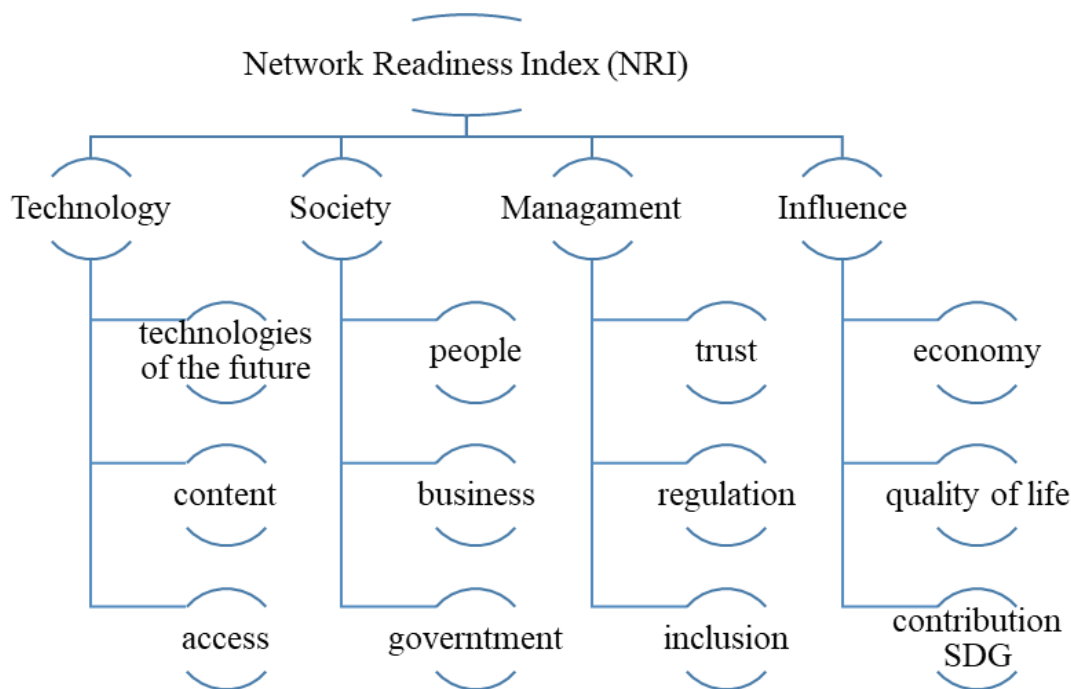 Network Readiness Index (NRI)
Technology
Society
Managament
Influence
technologies
of the future
people
trust
economy
content
business
regulation
quality of life
access
governtment
inclusion
contribution
SDG